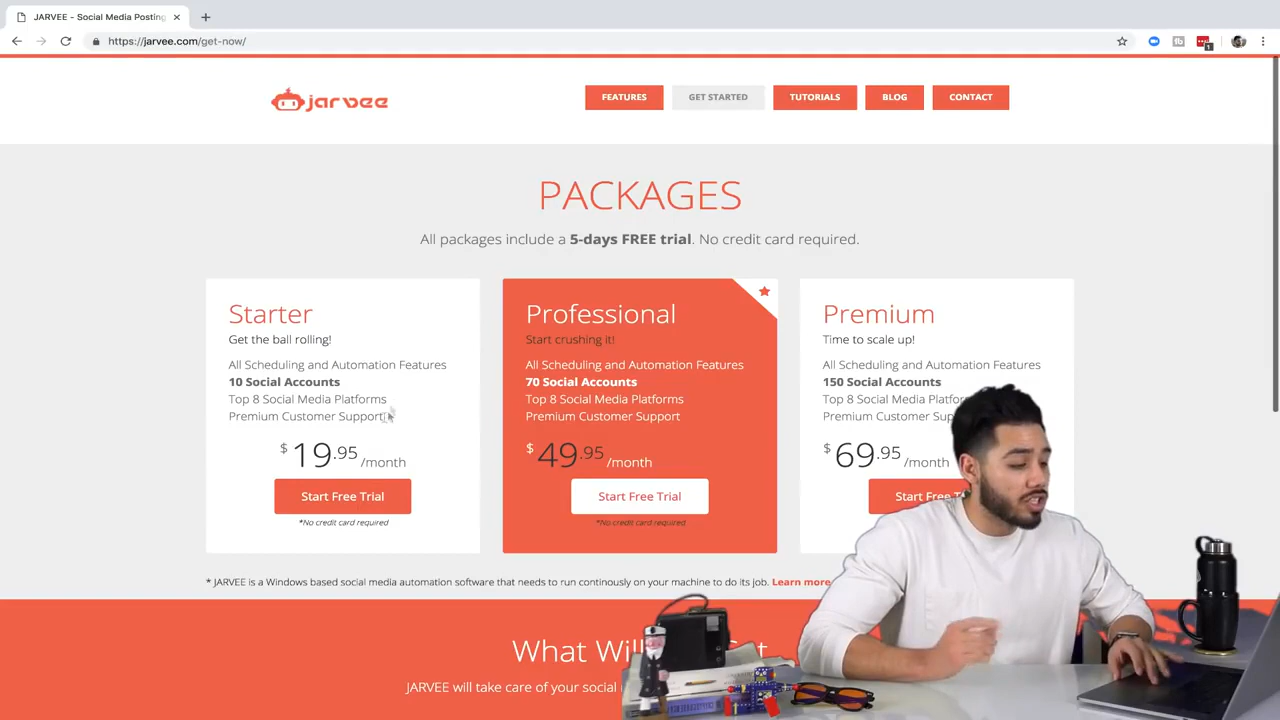 JARVEE - Social Media Posting
https://jarvee.com/get-now/
1
jarvee
FEATURES
GET STARTED
TUTORIALS
BLOG
CONTACT
PACKAGES
All packages include a 5-days FREE trial. No credit card required.
Starter
Get the ball rolling!
All Scheduling and Automation Features
10 Social Accounts
Top 8 Social Media Platforms
Premium Customer Support
$19.95 /month
Start Free Trial
*No credit card required
Professional
Start crushing it!
All Scheduling and Automation Features
70 Social Accounts
Top 8 Social Media Platforms
Premium Customer Support
$49.95 /month
Start Free Trial
*No credit card required
Premium
Time to scale up!
All Scheduling and Automation Features
150 Social Accounts
Top 8 Social Media
Premium Customer
$69.95 /month
Start Free
* JARVEE is a Windows based social media automation software that needs to run continously on your machine to do its job. Learn more
What
JARVEE will take care of your social